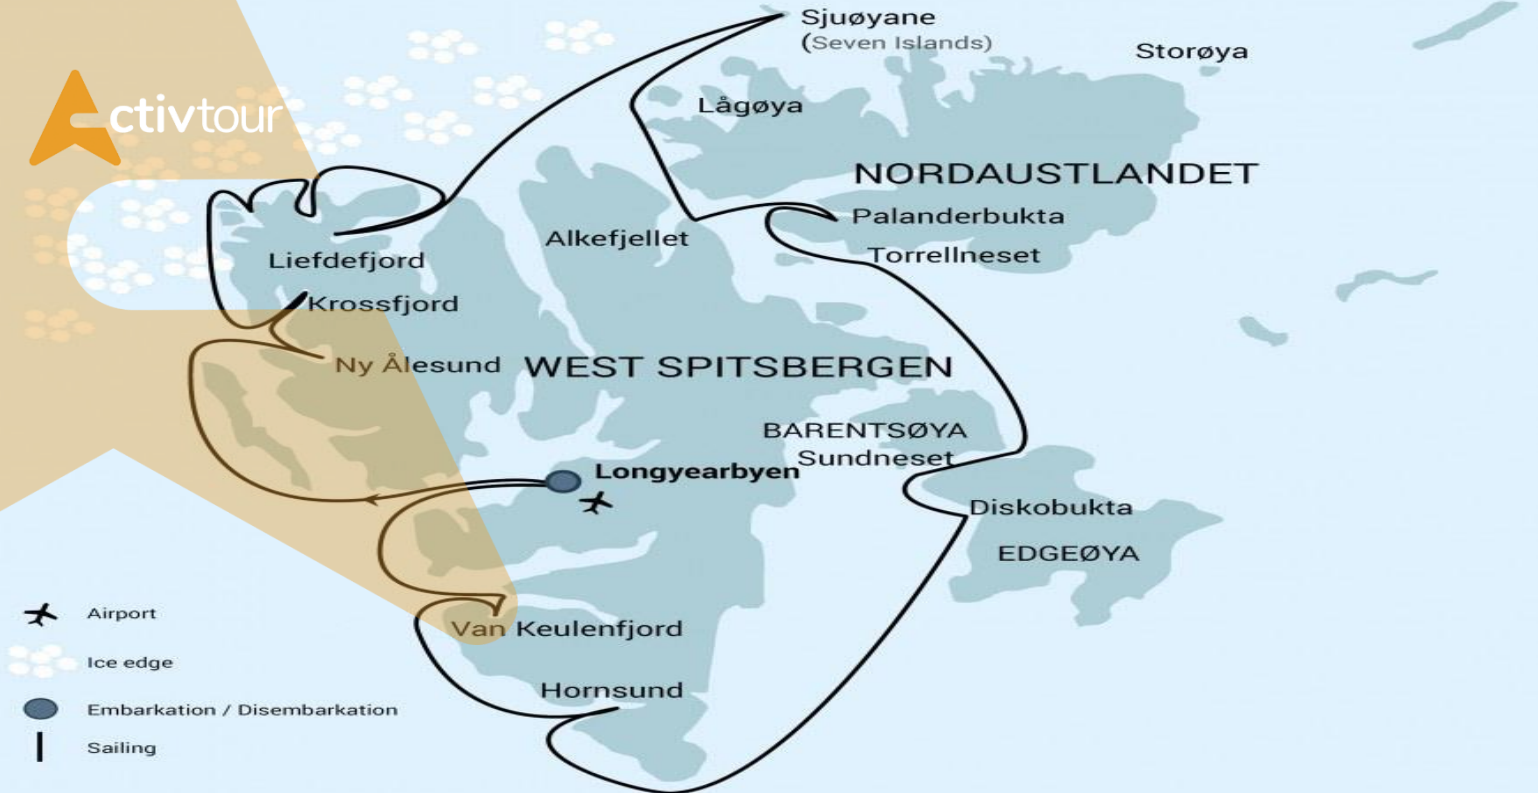 Sjuøyane
(Seven Islands)
Storøya
Activtour
Lågøya
NORDAUSTLANDET
Palanderbukta
Alkefjellet
Torrellneset
Liefdefjord
Krossfjord
Ny Ålesund
WEST SPITSBERGEN
BARENTSØYA
Sundneset
Longyearbyen
Diskobukta
EDGEØYA
Airport
Van Keulenfjord
Ice edge
Hornsund
Embarkation / Disembarkation
Sailing